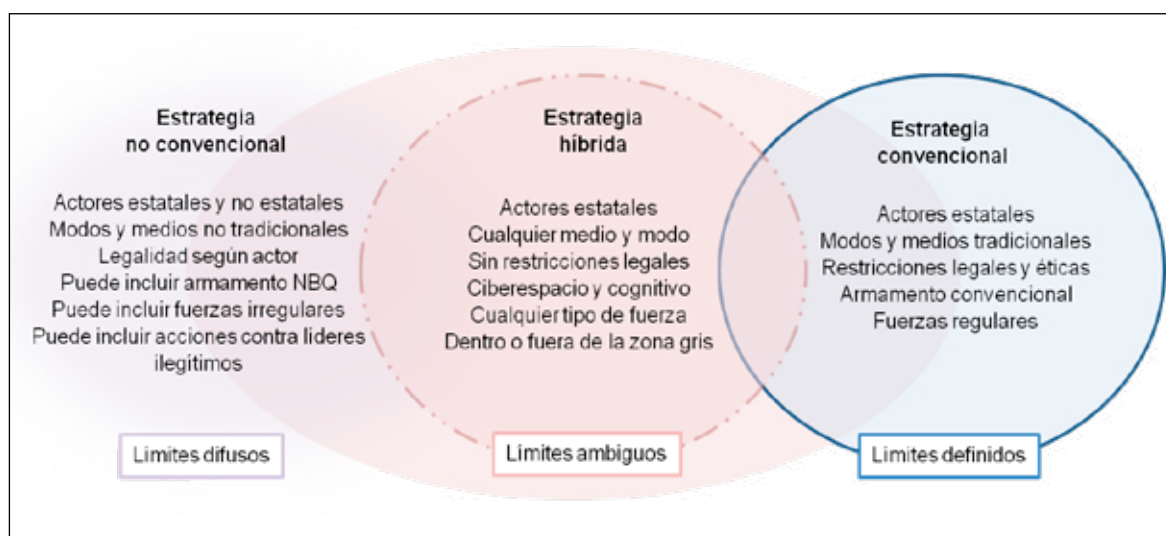 Estrategia
no convencional
Actores estatales y no estatales
Modos y medios no tradicionales
Legalidad según actor
Puede incluir armamento NBQ
Puede incluir fuerzas irregulares
Puede incluir acciones contra líderes
ilegítimos
Límites difusos
Estrategia
híbrida
Actores estatales
Cualquier medio y modo
Sin restricciones legales
Ciberespacio y cognitivo
Cualquier tipo de fuerza
Dentro o fuera de la zona gris
Límites ambiguos
Estrategia
convencional
Actores estatales
Modos y medios tradicionales
Restricciones legales y éticas
Armamento convencional
Fuerzas regulares
Límites definidos